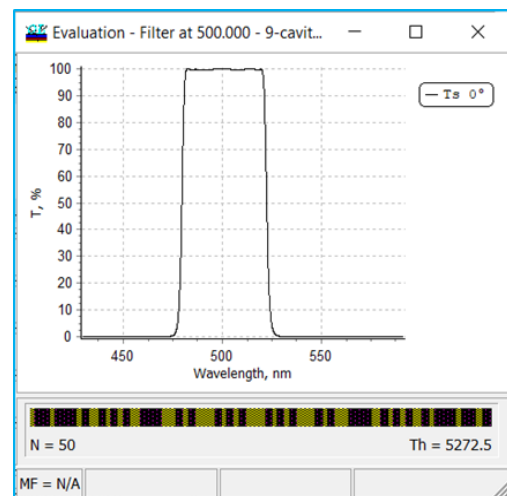 Evaluation - Filter at 500.000 - 9-cavit...
100
90
80
70
60
50
40
30
20
10
0
T, %
Ts 0°
450 500 550
Wavelength, nm
N = 50 Th = 5272.5
MF = N/A